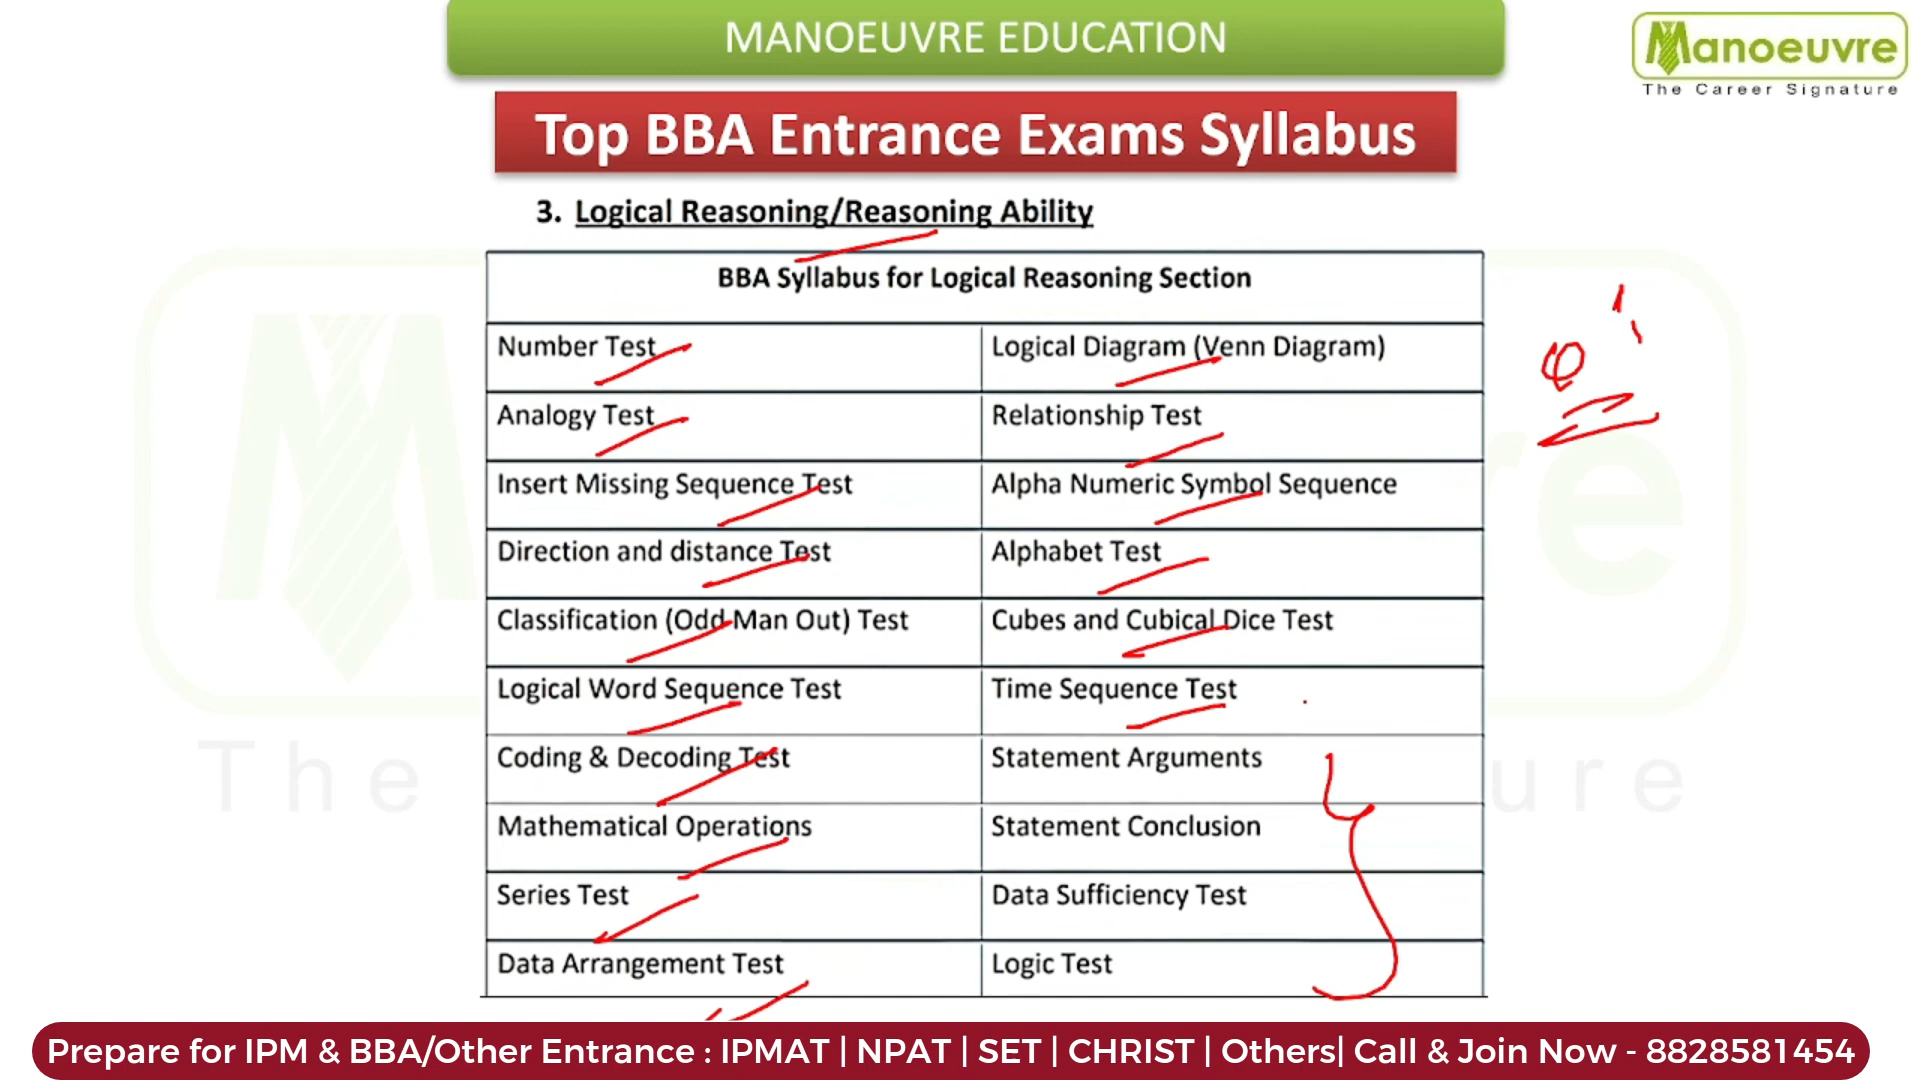 MANOEUVRE EDUCATION
Manoeuvre
The Career Signature
Top BBA Entrance Exams Syllabus
3. Logical Reasoning/Reasoning Ability
BBA Syllabus for Logical Reasoning Section
Number Test
Logical Diagram (Venn Diagram)
Analogy Test
Relationship Test
Insert Missing Sequence Test
Alpha Numeric Symbol Sequence
Direction and distance Test
Alphabet Test
Classification (Odd Man Out) Test
Cubes and Cubical Dice Test
Logical Word Sequence Test
Time Sequence Test
Coding & Decoding Test
Statement Arguments
Mathematical Operations
Statement Conclusion
Series Test
Data Sufficiency Test
Data Arrangement Test
Logic Test
Prepare for IPM & BBA/Other Entrance : IPMAT | NPAT | SET | CHRIST | Others| Call & Join Now - 8828581454